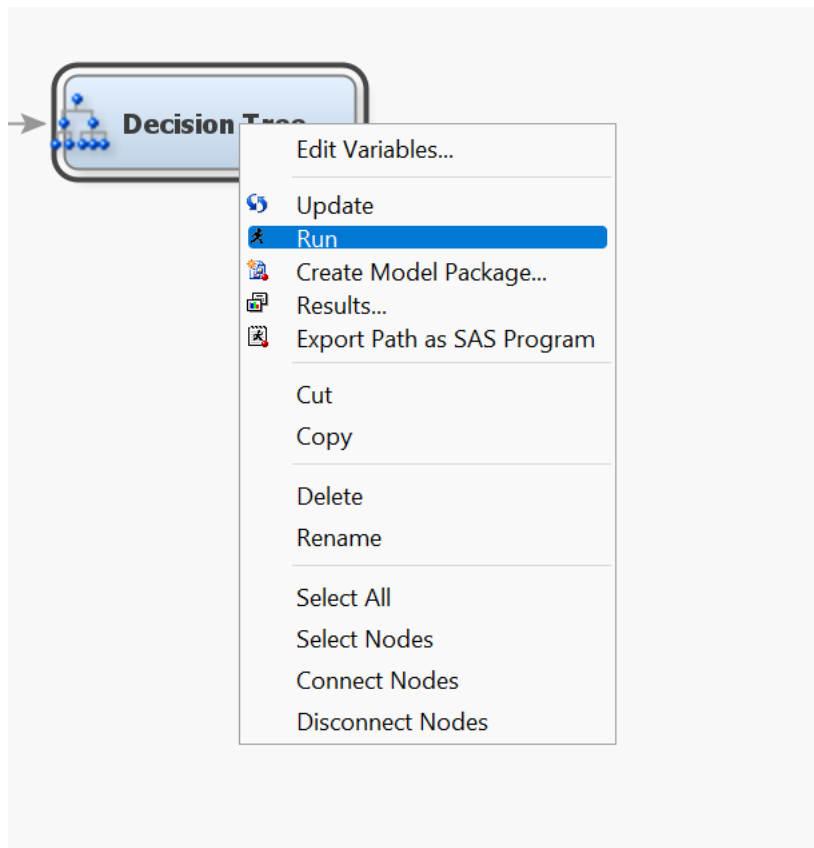 Decision Tree
Edit Variables...
Update
Run
Create Model Package...
Results...
Export Path as SAS Program
Cut
Copy
Delete
Rename
Select All
Select Nodes
Connect Nodes
Disconnect Nodes